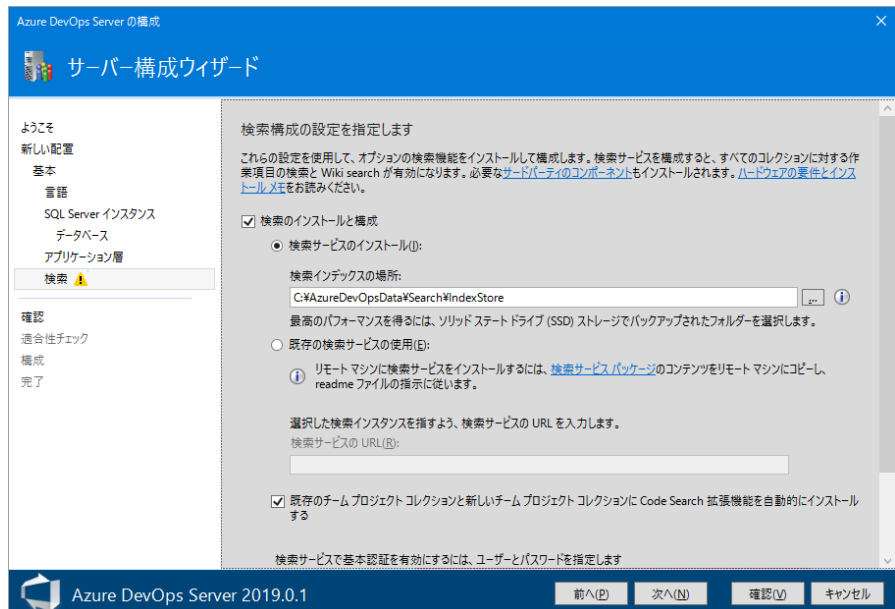 Azure DevOps Server の構成
サーバー構成ウィザード
ようこそ
新しい配置
基本
言語
SQL Server インスタンス
データベース
アプリケーション層
検索
確認
適合性チェック
構成
完了
検索構成の設定を指定します
これらの設定を使用して、オプションの検索機能をインストールして構成します。検索サービスを構成すると、すべてのコレクションに対する作
業項目の検索と Wiki search が有効になります。必要なサードパーティのコンポーネントもインストールされます。ハードウェアの要件とインス
トール メモをお読みください。
検索のインストールと構成
検索サービスのインストール(I):
検索インデックスの場所:
C:¥AzureDevOpsData¥Search¥IndexStore
...
最高のパフォーマンスを得るには、ソリッド ステート ドライブ (SSD) ストレージでバックアップされたフォルダーを選択します。
既存の検索サービスの使用(E):
リモート マシンに検索サービスをインストールするには、検索サービス パッケージのコンテンツをリモート マシンにコピーし、
readme ファイルの指示に従います。
選択した検索インスタンスを指すよう、検索サービスの URL を入力します。
検索サービスの URL(R):
既存のチーム プロジェクト コレクションと新しいチーム プロジェクト コレクションに Code Search 拡張機能を自動的にインストール
する
検索サービスで基本認証を有効にするには、ユーザーとパスワードを指定します
Azure DevOps Server 2019.0.1
前へ(P)
次へ(N)
確認(V)
キャンセル